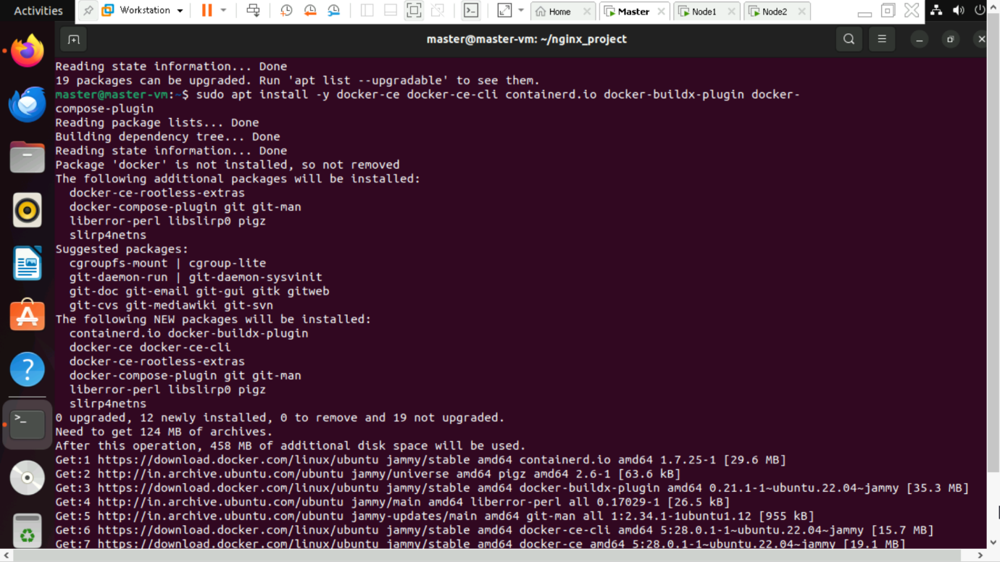 Activities
Workstation
Home
Master
Node1
Node2
master@master-vm: ~/nginx_project
Reading state information... Done
19 packages can be upgraded. Run 'apt list --upgradable' to see them.
master@master-vm:~$ sudo apt install -y docker-ce docker-ce-cli containerd.io docker-buildx-plugin docker-
compose-plugin
Reading package lists... Done
Building dependency tree... Done
Reading state information... Done
Package 'docker' is not installed, so not removed
The following additional packages will be installed:
  docker-ce-rootless-extras
  docker-compose-plugin git git-man
  liberror-perl libslirp0 pigz
  slirp4netns
Suggested packages:
  cgroupfs-mount | cgroup-lite
  git-daemon-run | git-daemon-sysvinit
  git-doc git-email git-gui gitk gitweb
  git-cvs git-mediawiki git-svn
The following NEW packages will be installed:
  containerd.io docker-buildx-plugin
  docker-ce docker-ce-cli
  docker-ce-rootless-extras
  docker-compose-plugin git git-man
  liberror-perl libslirp0 pigz
  slirp4netns
0 upgraded, 12 newly installed, 0 to remove and 19 not upgraded.
Need to get 124 MB of archives.
After this operation, 458 MB of additional disk space will be used.
Get:1 https://download.docker.com/linux/ubuntu jammy/stable amd64 containerd.io amd64 1.7.25-1 [29.6 MB]
Get:2 http://in.archive.ubuntu.com/ubuntu jammy/universe amd64 pigz amd64 2.6-1 [63.6 kB]
Get:3 https://download.docker.com/linux/ubuntu jammy/stable amd64 docker-buildx-plugin amd64 0.21.1-1~ubuntu.22.04~jammy [35.3 MB]
Get:4 http://in.archive.ubuntu.com/ubuntu jammy/main amd64 liberror-perl all 0.17029-1 [26.5 kB]
Get:5 http://in.archive.ubuntu.com/ubuntu jammy-updates/main amd64 git-man all 1:2.34.1-1ubuntu1.12 [955 kB]
Get:6 https://download.docker.com/linux/ubuntu jammy/stable amd64 docker-ce-cli amd64 5:28.0.1-1~ubuntu.22.04~jammy [15.7 MB]
Get:7 https://download.docker.com/linux/ubuntu jammy/stable amd64 docker-ce amd64 5:28.0.1-1~ubuntu.22.04~jammy [19.1 MB]